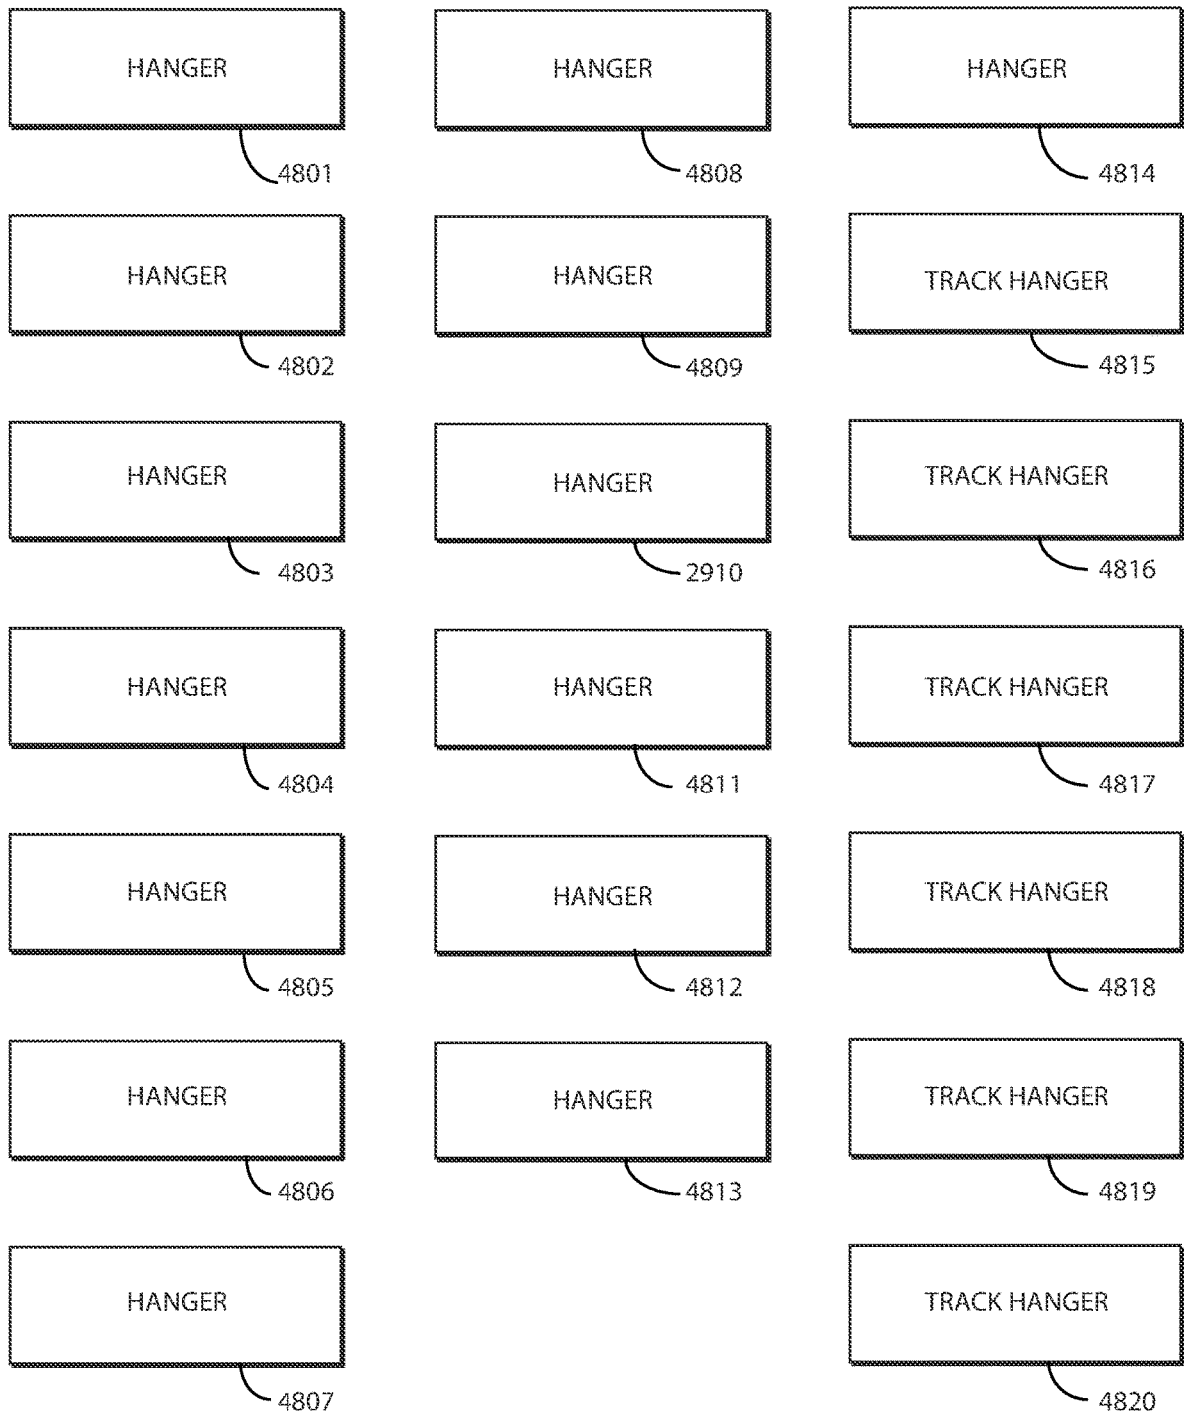 HANGER
4801
HANGER
4802
HANGER
4803
HANGER
4804
HANGER
4805
HANGER
4806
HANGER
4807
HANGER
4808
HANGER
4809
HANGER
2910
HANGER
4811
HANGER
4812
HANGER
4813
HANGER
4814
TRACK HANGER
4815
TRACK HANGER
4816
TRACK HANGER
4817
TRACK HANGER
4818
TRACK HANGER
4819
TRACK HANGER
4820